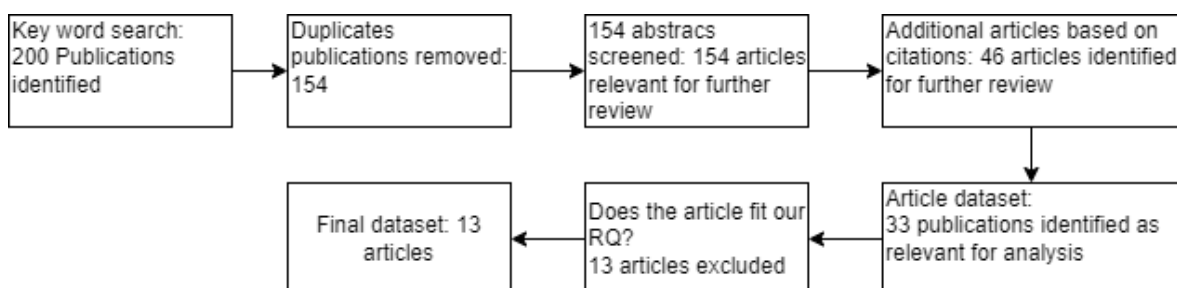 Key word search:
200 Publications
identified
Duplicates
publications removed:
154
154 abstracs
screened: 154 articles
relevant for further
review
Additional articles based on
citations: 46 articles identified
for further review
Article dataset:
33 publications identified as
relevant for analysis
Does the article fit our
RQ?
13 articles excluded
Final dataset: 13
articles